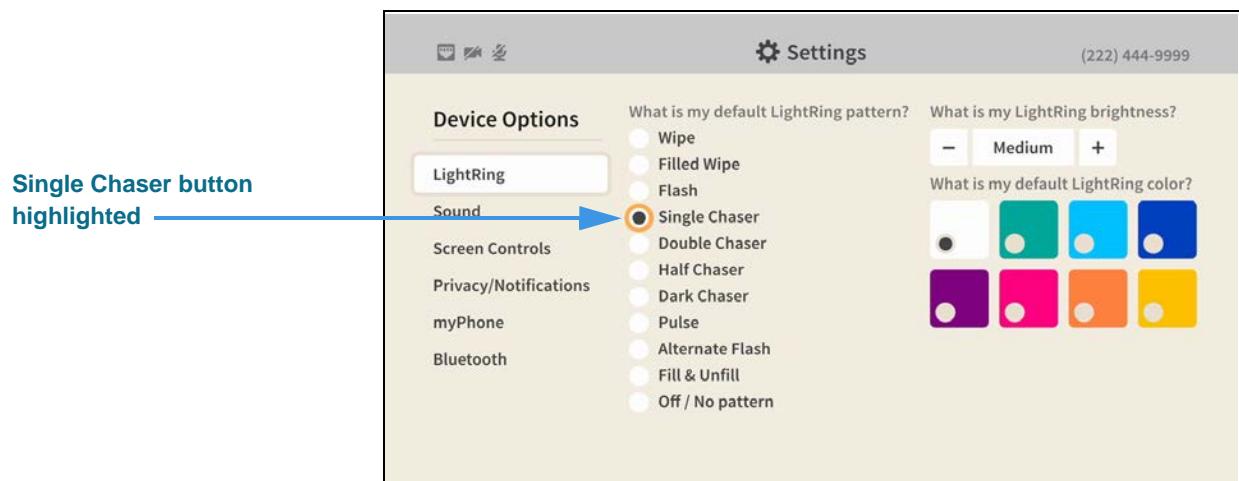 Settings
(222) 444-9999
Single Chaser button
highlighted
Device Options
LightRing
Sound
Screen Controls
Privacy/Notifications
myPhone
Bluetooth
What is my default LightRing pattern?
Wipe
Filled Wipe
Flash
Single Chaser
Double Chaser
Half Chaser
Dark Chaser
Pulse
Alternate Flash
Fill & Unfill
Off / No pattern
What is my LightRing brightness?
− Medium +
What is my default LightRing color?